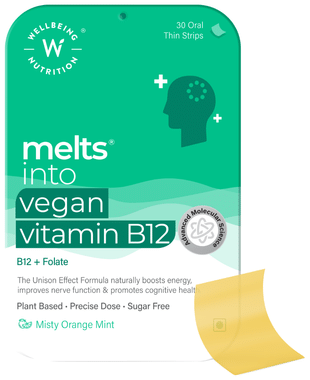 WELLBEING
W
NUTRITION
30 Oral
Thin Strips
melts®
into
vegan
vitamin B12
Advanced Molecular Science
B12 + Folate
The Unison Effect Formula naturally boosts energy,
improves nerve function & promotes cognitive healt
Plant Based • Precise Dose • Sugar Free
Misty Orange Mint